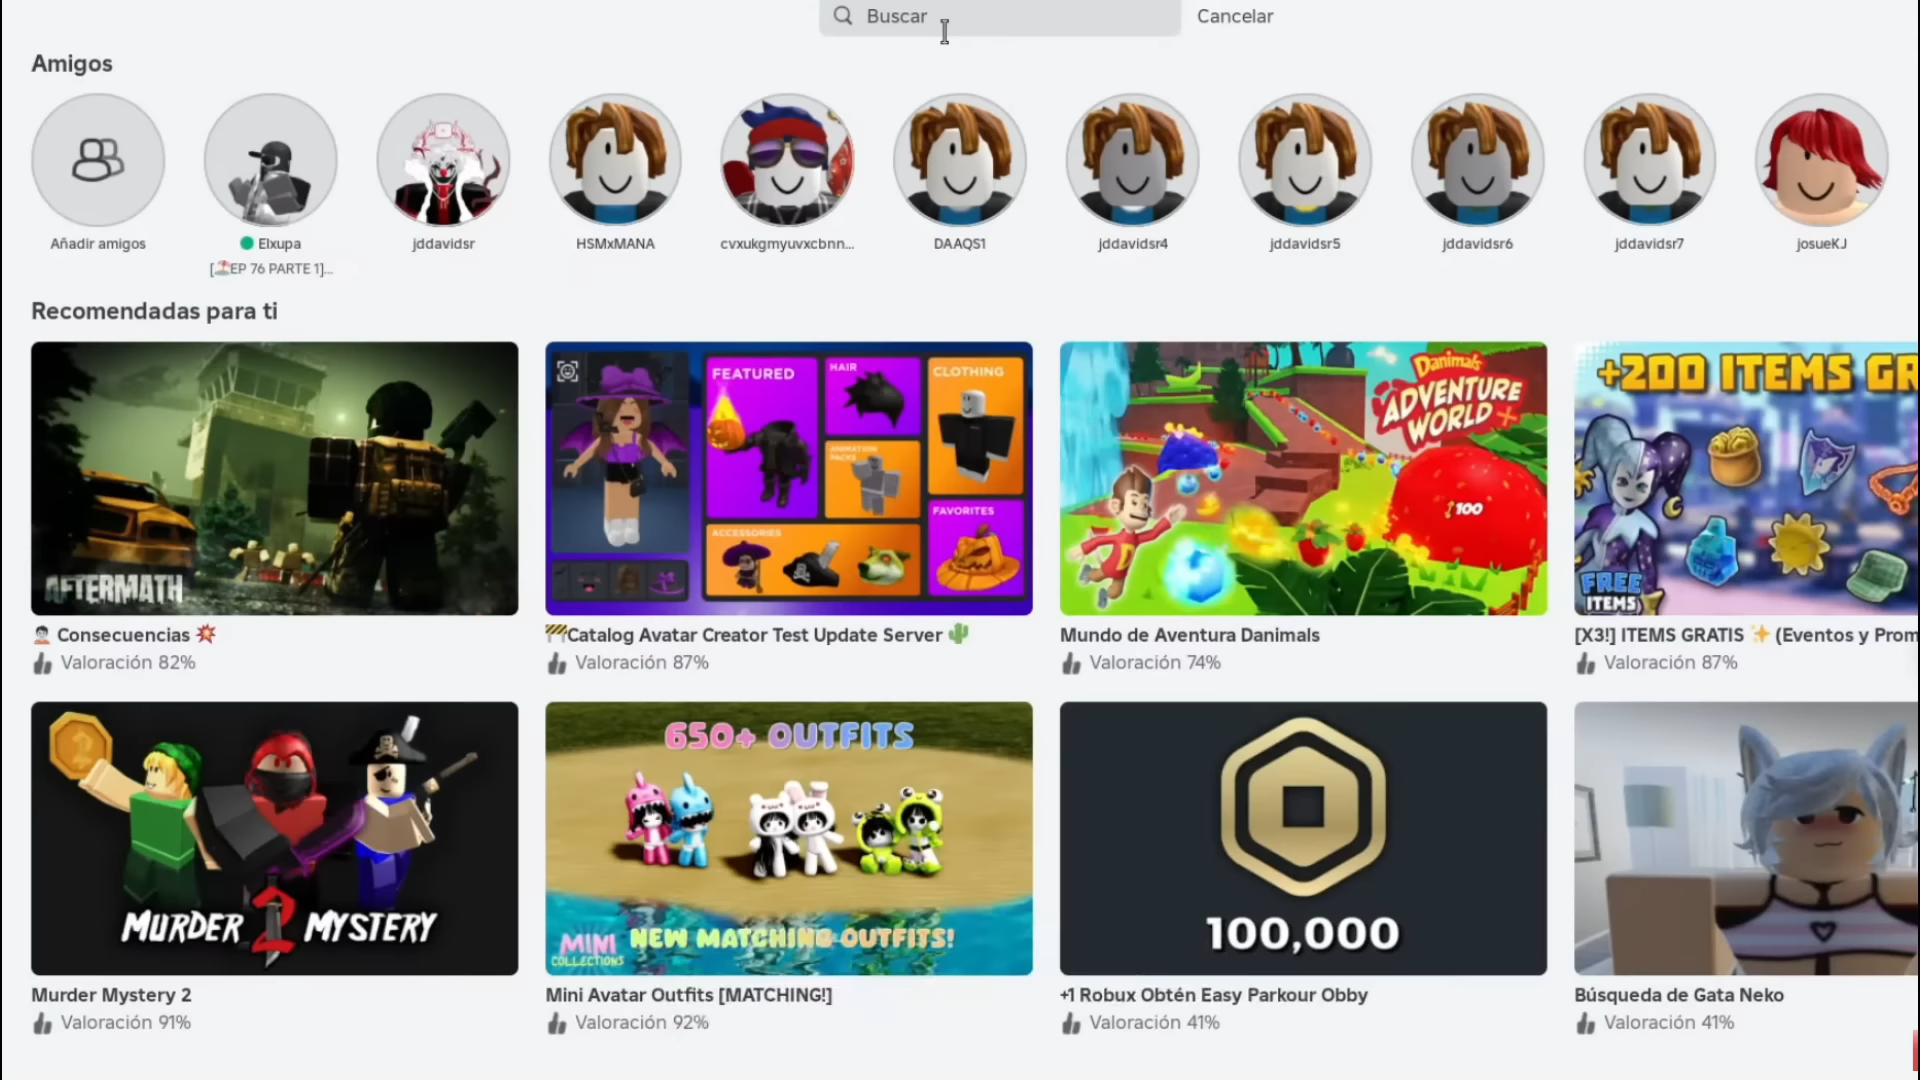 Buscar
Cancelar
Amigos
Añadir amigos
Elxupa
[🏖️EP 76 PARTE 1]...
jddavidsr
HSMxMANA
cvxukgmyuvxcbnn...
DAAQS1
jddavidsr4
jddavidsr5
jddavidsr6
jddavidsr7
josueKJ
Recomendadas para ti
AFTERMATH
FEATURED
HAIR
CLOTHING
ANIMATION
PACKS
ACCESSORIES
FAVORITES
Danimals
ADVENTURE
WORLD
100
+200 ITEMS GR
FREE
ITEMS
Consecuencias 💥
Valoración 82%
🚧Catalog Avatar Creator Test Update Server 🌵
Valoración 87%
Mundo de Aventura Danimals
Valoración 74%
[X3!] ITEMS GRATIS ✨ (Eventos y Prom
Valoración 87%
MURDER 2 MYSTERY
650+ OUTFITS
MINI
COLLECTIONS
NEW MATCHING OUTFITS!
100,000
Murder Mystery 2
Valoración 91%
Mini Avatar Outfits [MATCHING!]
Valoración 92%
+1 Robux Obtén Easy Parkour Obby
Valoración 41%
Búsqueda de Gata Neko
Valoración 41%